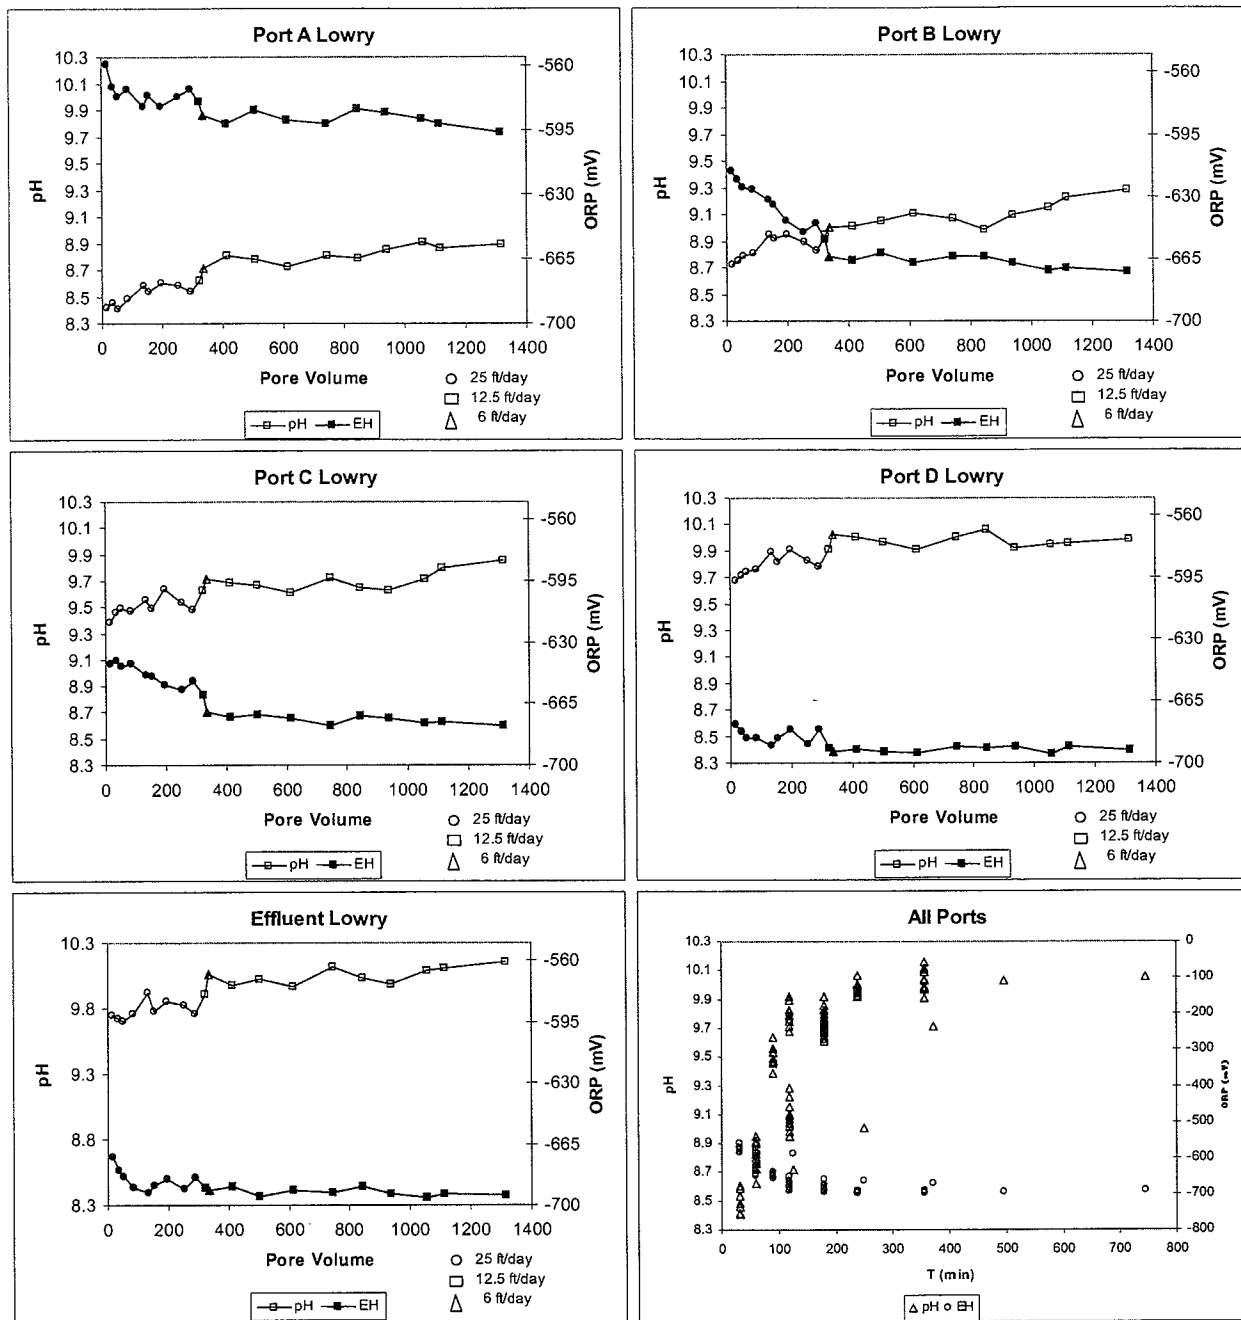 Port A Lowry
10.3
10.1
9.9
9.7
9.5
9.3
9.1
8.9
8.7
8.5
8.3
pH
-560
-595
-630
-665
-700
ORP (mV)
0 200 400 600 800 1000 1200 1400
Pore Volume
25 ft/day
12.5 ft/day
6 ft/day
pH EH
Port B Lowry
10.3
10.1
9.9
9.7
9.5
9.3
9.1
8.9
8.7
8.5
8.3
pH
-560
-595
-630
-665
-700
ORP (mV)
0 200 400 600 800 1000 1200 1400
Pore Volume
25 ft/day
12.5 ft/day
6 ft/day
pH EH
Port C Lowry
10.3
10.1
9.9
9.7
9.5
9.3
9.1
8.9
8.7
8.5
8.3
pH
-560
-595
-630
-665
-700
ORP (mV)
0 200 400 600 800 1000 1200 1400
Pore Volume
25 ft/day
12.5 ft/day
6 ft/day
pH EH
Port D Lowry
10.3
10.1
9.9
9.7
9.5
9.3
9.1
8.9
8.7
8.5
8.3
pH
-560
-595
-630
-665
-700
ORP (mV)
0 200 400 600 800 1000 1200 1400
Pore Volume
25 ft/day
12.5 ft/day
6 ft/day
pH EH
Effluent Lowry
10.3
9.8
9.3
8.8
8.3
pH
-560
-595
-630
-665
-700
ORP (mV)
0 200 400 600 800 1000 1200 1400
Pore Volume
25 ft/day
12.5 ft/day
6 ft/day
pH EH
All Ports
10.3
10.1
9.9
9.7
9.5
9.3
9.1
8.9
8.7
8.5
8.3
pH
0
-100
-200
-300
-400
-500
-600
-700
-800
ORP (mV)
0 100 200 300 400 500 600 700 800
T (min)
pH EH